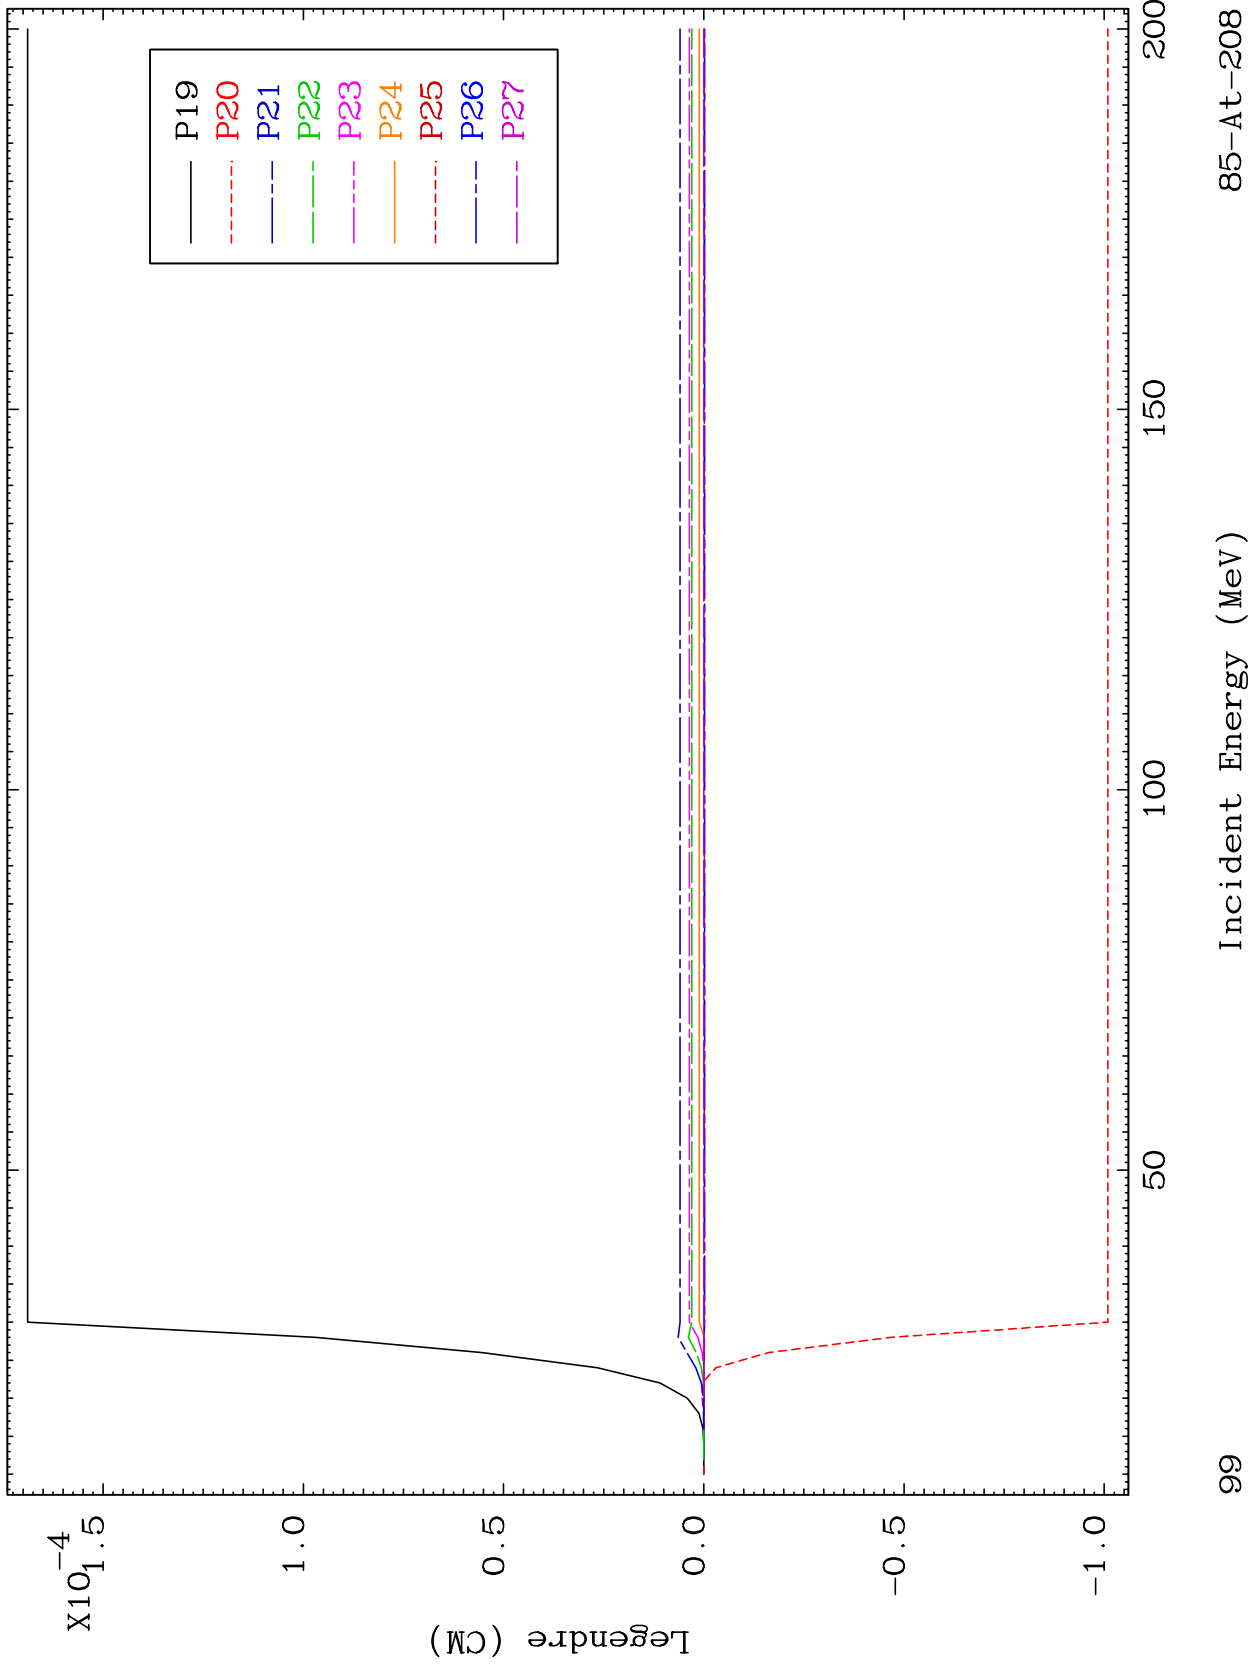 X10-4
1.5
1.0
0.5
0.0
-0.5
-1.0
Legendre (CM)
P19
P20
P21
P22
P23
P24
P25
P26
P27
50
100
150
200
Incident Energy (MeV)
99
85-At-208